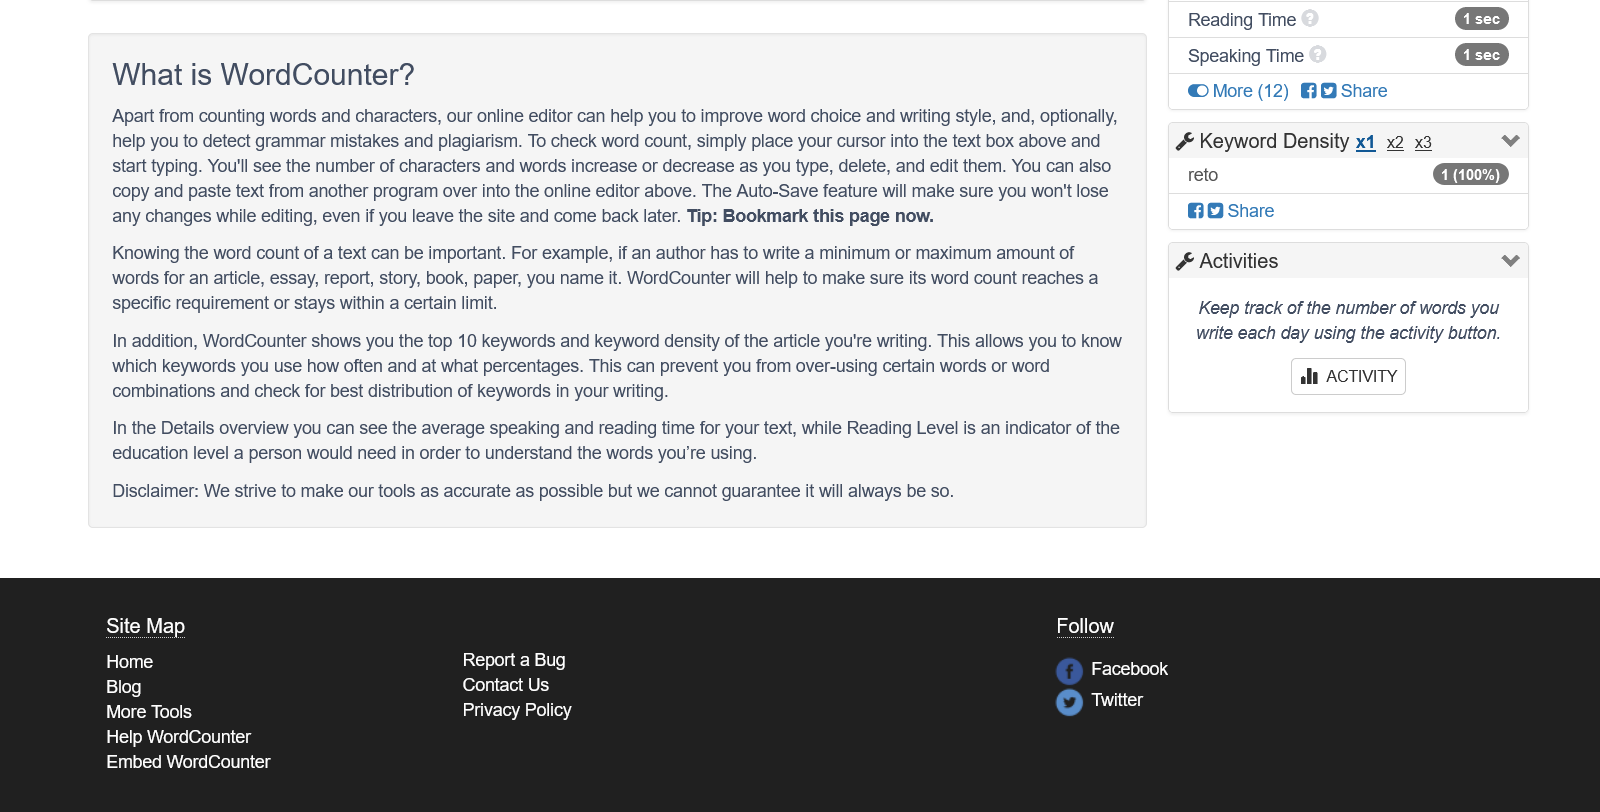 What is WordCounter?
Apart from counting words and characters, our online editor can help you to improve word choice and writing style, and, optionally,
help you to detect grammar mistakes and plagiarism. To check word count, simply place your cursor into the text box above and
start typing. You'll see the number of characters and words increase or decrease as you type, delete, and edit them. You can also
copy and paste text from another program over into the online editor above. The Auto-Save feature will make sure you won't lose
any changes while editing, even if you leave the site and come back later. Tip: Bookmark this page now.
Knowing the word count of a text can be important. For example, if an author has to write a minimum or maximum amount of
words for an article, essay, report, story, book, paper, you name it. WordCounter will help to make sure its word count reaches a
specific requirement or stays within a certain limit.
In addition, WordCounter shows you the top 10 keywords and keyword density of the article you're writing. This allows you to know
which keywords you use how often and at what percentages. This can prevent you from over-using certain words or word
combinations and check for best distribution of keywords in your writing.
In the Details overview you can see the average speaking and reading time for your text, while Reading Level is an indicator of the
education level a person would need in order to understand the words you’re using.
Disclaimer: We strive to make our tools as accurate as possible but we cannot guarantee it will always be so.
Reading Time ? 1 sec
Speaking Time ? 1 sec
More (12) Share
Keyword Density x1 x2 x3
reto 1 (100%)
Share
Activities
Keep track of the number of words you
write each day using the activity button.
ACTIVITY
Site Map
Home
Blog
More Tools
Help WordCounter
Embed WordCounter
Report a Bug
Contact Us
Privacy Policy
Follow
Facebook
Twitter